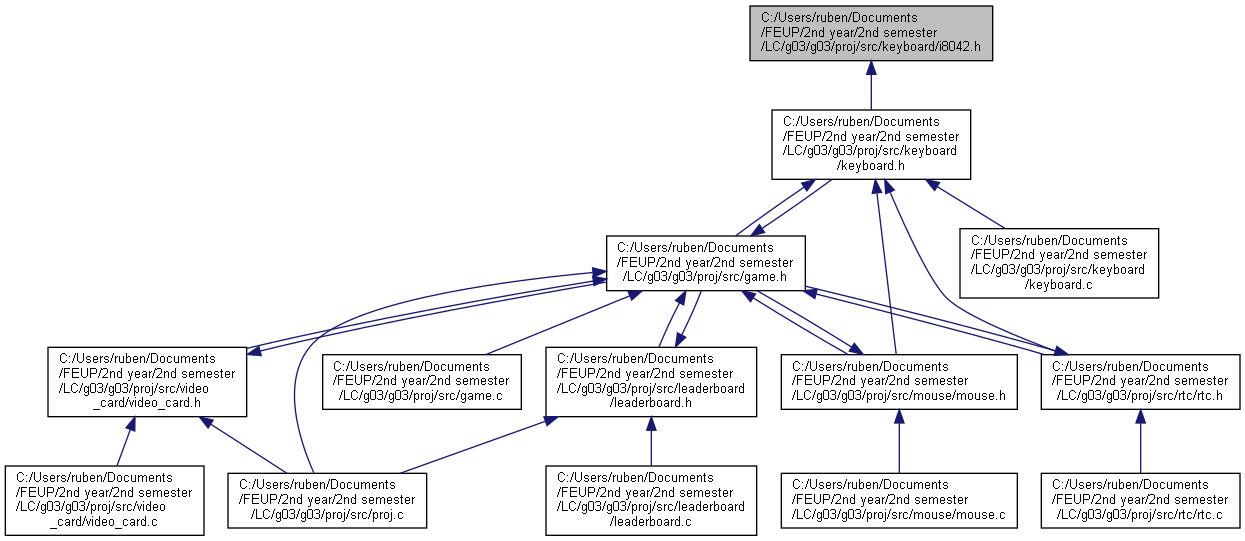 C:/Users/ruben/Documents
/FEUP/2nd year/2nd semester
/LC/g03/g03/proj/src/keyboard/i8042.h
C:/Users/ruben/Documents
/FEUP/2nd year/2nd semester
/LC/g03/g03/proj/src/keyboard
/keyboard.h
C:/Users/ruben/Documents
/FEUP/2nd year/2nd semester
/LC/g03/g03/proj/src/game.h
C:/Users/ruben/Documents
/FEUP/2nd year/2nd semester
/LC/g03/g03/proj/src/keyboard
/keyboard.c
C:/Users/ruben/Documents
/FEUP/2nd year/2nd semester
/LC/g03/g03/proj/src/video
_card/video_card.h
C:/Users/ruben/Documents
/FEUP/2nd year/2nd semester
/LC/g03/g03/proj/src/game.c
C:/Users/ruben/Documents
/FEUP/2nd year/2nd semester
/LC/g03/g03/proj/src/leaderboard
/leaderboard.h
C:/Users/ruben/Documents
/FEUP/2nd year/2nd semester
/LC/g03/g03/proj/src/mouse/mouse.h
C:/Users/ruben/Documents
/FEUP/2nd year/2nd semester
/LC/g03/g03/proj/src/rtc/rtc.h
C:/Users/ruben/Documents
/FEUP/2nd year/2nd semester
/LC/g03/g03/proj/src/video
_card/video_card.c
C:/Users/ruben/Documents
/FEUP/2nd year/2nd semester
/LC/g03/g03/proj/src/proj.c
C:/Users/ruben/Documents
/FEUP/2nd year/2nd semester
/LC/g03/g03/proj/src/leaderboard
/leaderboard.c
C:/Users/ruben/Documents
/FEUP/2nd year/2nd semester
/LC/g03/g03/proj/src/mouse/mouse.c
C:/Users/ruben/Documents
/FEUP/2nd year/2nd semester
/LC/g03/g03/proj/src/rtc/rtc.c